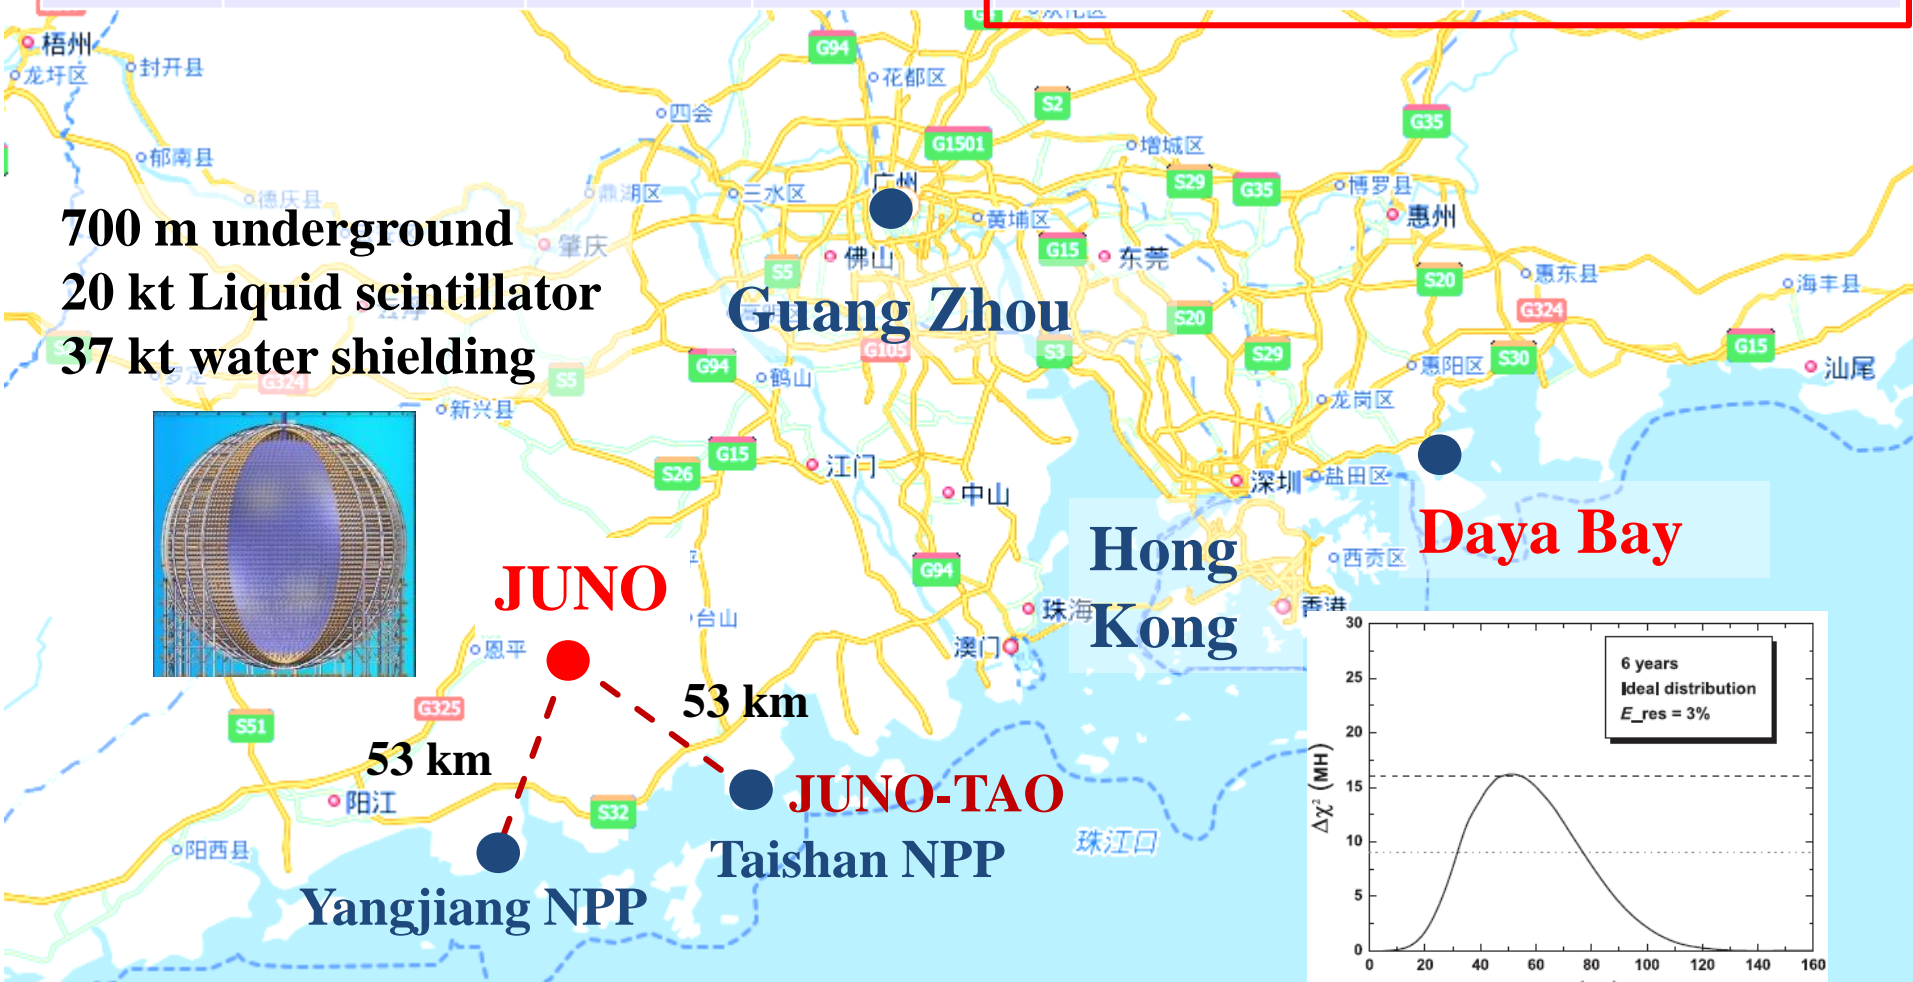 梧州
龙圩区
封开县
G94
花都区
四会
S2
G35
G1501
增城区
郁南县
德庆县
鼎湖区
三水区
广州
S29
G35
博罗县
惠州
黄埔区
700 m underground
肇庆
佛山
G15
东莞
S5
S20
惠东县
海丰县
20 kt Liquid scintillator
Guang Zhou
G324
S20
37 kt water shielding
G105
S3
S29
G94
S5
G324
罗定
鹤山
惠阳区
S30
G15
汕尾
新兴县
龙岗区
G15
S26
江门
深圳
盐田区
中山
Daya Bay
Hong
Kong
西贡区
G94
JUNO
珠海
香港
台山
恩平
澳门
53 km
G325
S51
53 km
阳江
S32
JUNO-TAO
珠江口
阳西县
Taishan NPP
Yangjiang NPP
30
25
20
15
10
5
0
Δχ² (MH)
6 years
Ideal distribution
E_res = 3%
0 20 40 60 80 100 120 140 160